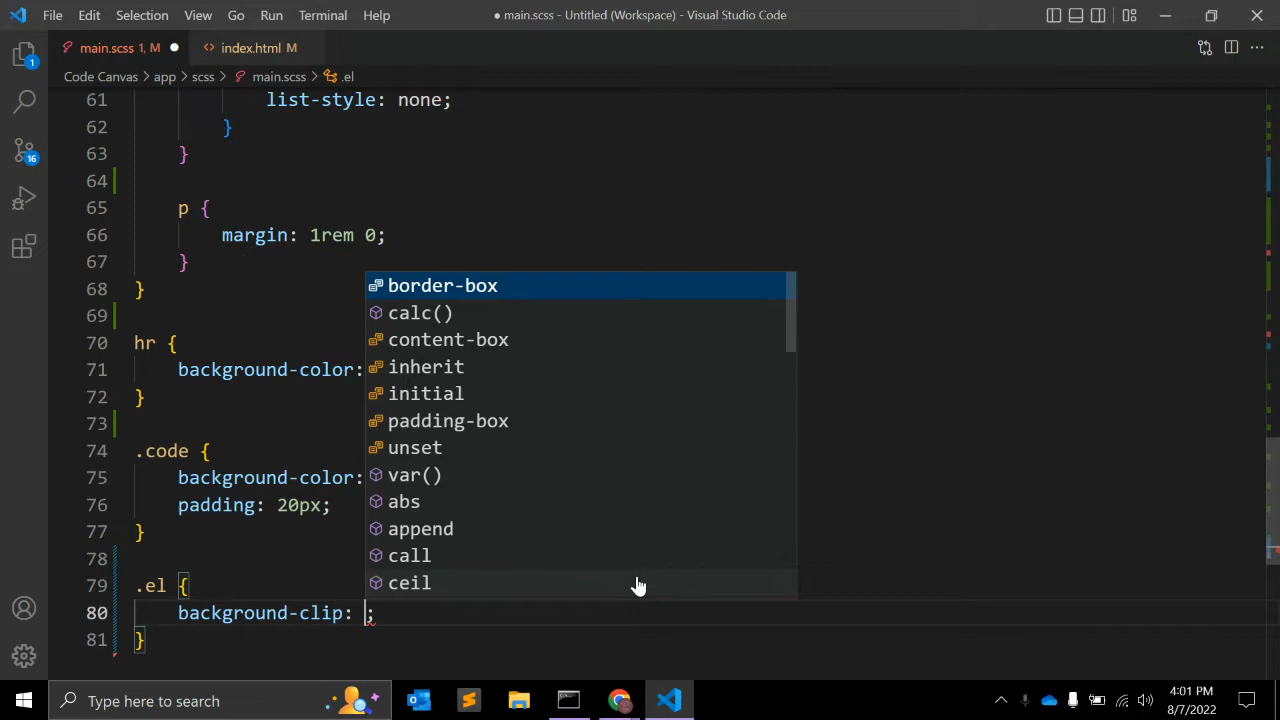 File Edit Selection View Go Run Terminal Help ● main.scss - Untitled (Workspace) - Visual Studio Code
main.scss 1, M ● <> index.html M
Code Canvas > app > scss > main.scss > .el
61 list-style: none;
62 }
63 }
64
65 p {
66 margin: 1rem 0;
67 }
68 }
69
70 hr {
71 background-color:
72 }
73
74 .code {
75 background-color:
76 padding: 20px;
77 }
78
79 .el {
80 background-clip: ;
81 }
border-box
calc()
content-box
inherit
initial
padding-box
unset
var()
abs
append
call
ceil
1
16
Type here to search
4:01 PM
8/7/2022